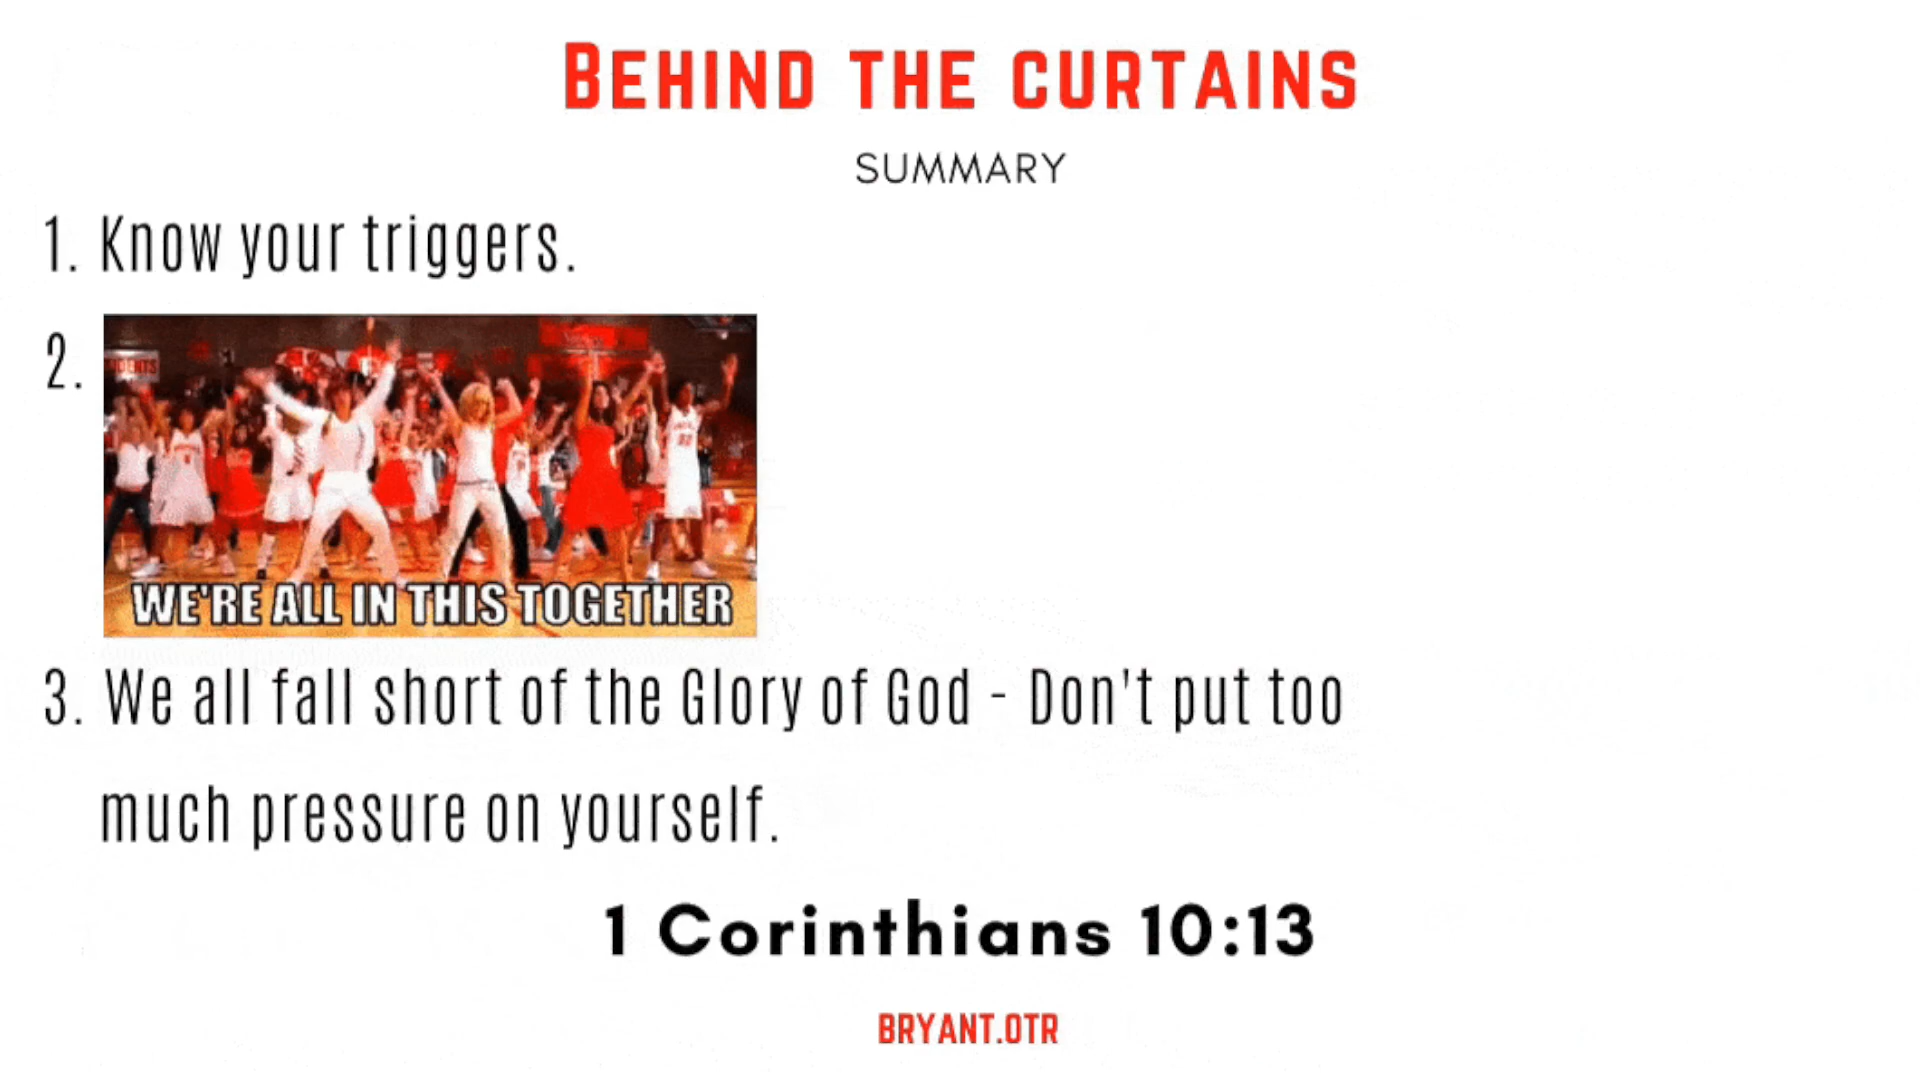 BEHIND THE CURTAINS
SUMMARY
1. Know your triggers.
2.
WE'RE ALL IN THIS TOGETHER
3. We all fall short of the Glory of God - Don't put too
much pressure on yourself.
1 Corinthians 10:13
BRYANT.OTR